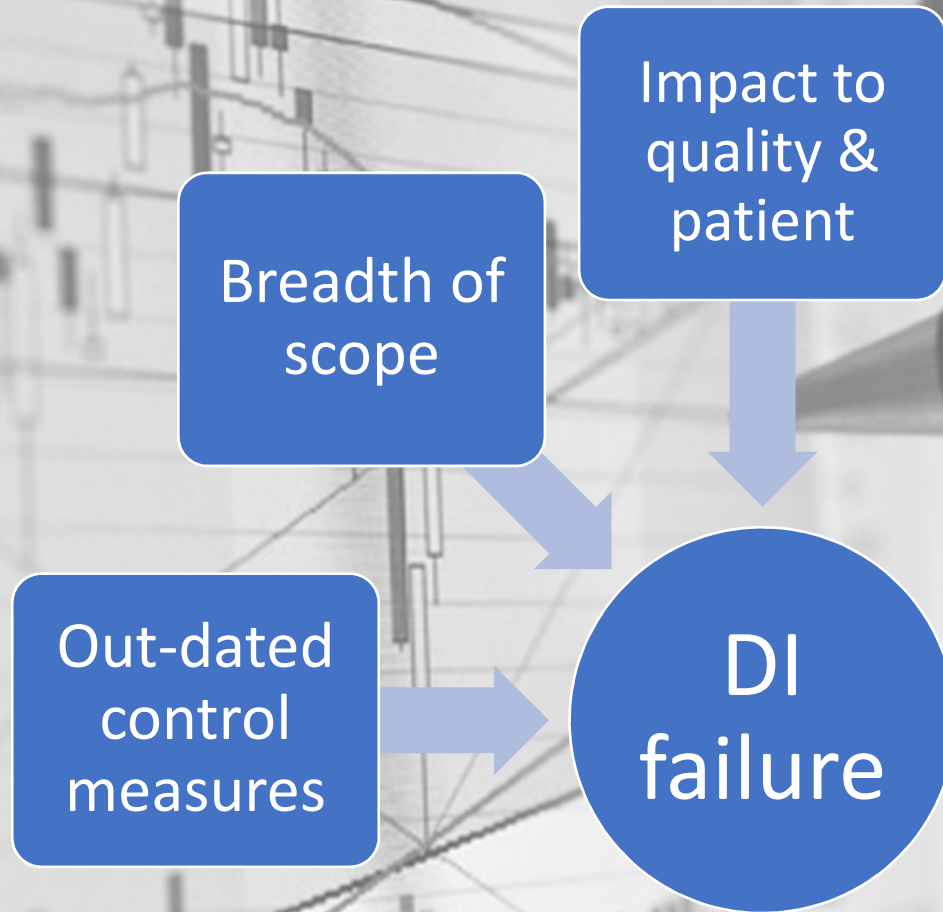 Impact to
quality &
patient
Breadth of
scope
Out-dated
control
measures
DI
failure